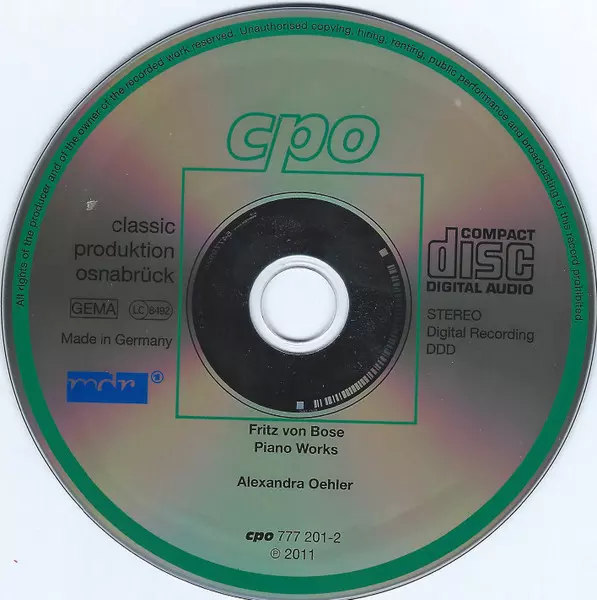 All rights of the producer and of the owner of the recorded work reserved. Unauthorised copying, hiring, renting, public performance and broadcasting of this record prohibited.
cpo
classic
produktion
osnabrück
GEMA LC 8492
Made in Germany
mdr
COMPACT
disc
DIGITAL AUDIO
STEREO
Digital Recording
DDD
Fritz von Bose
Piano Works
Alexandra Oehler
cpo 777 201-2
℗ 2011